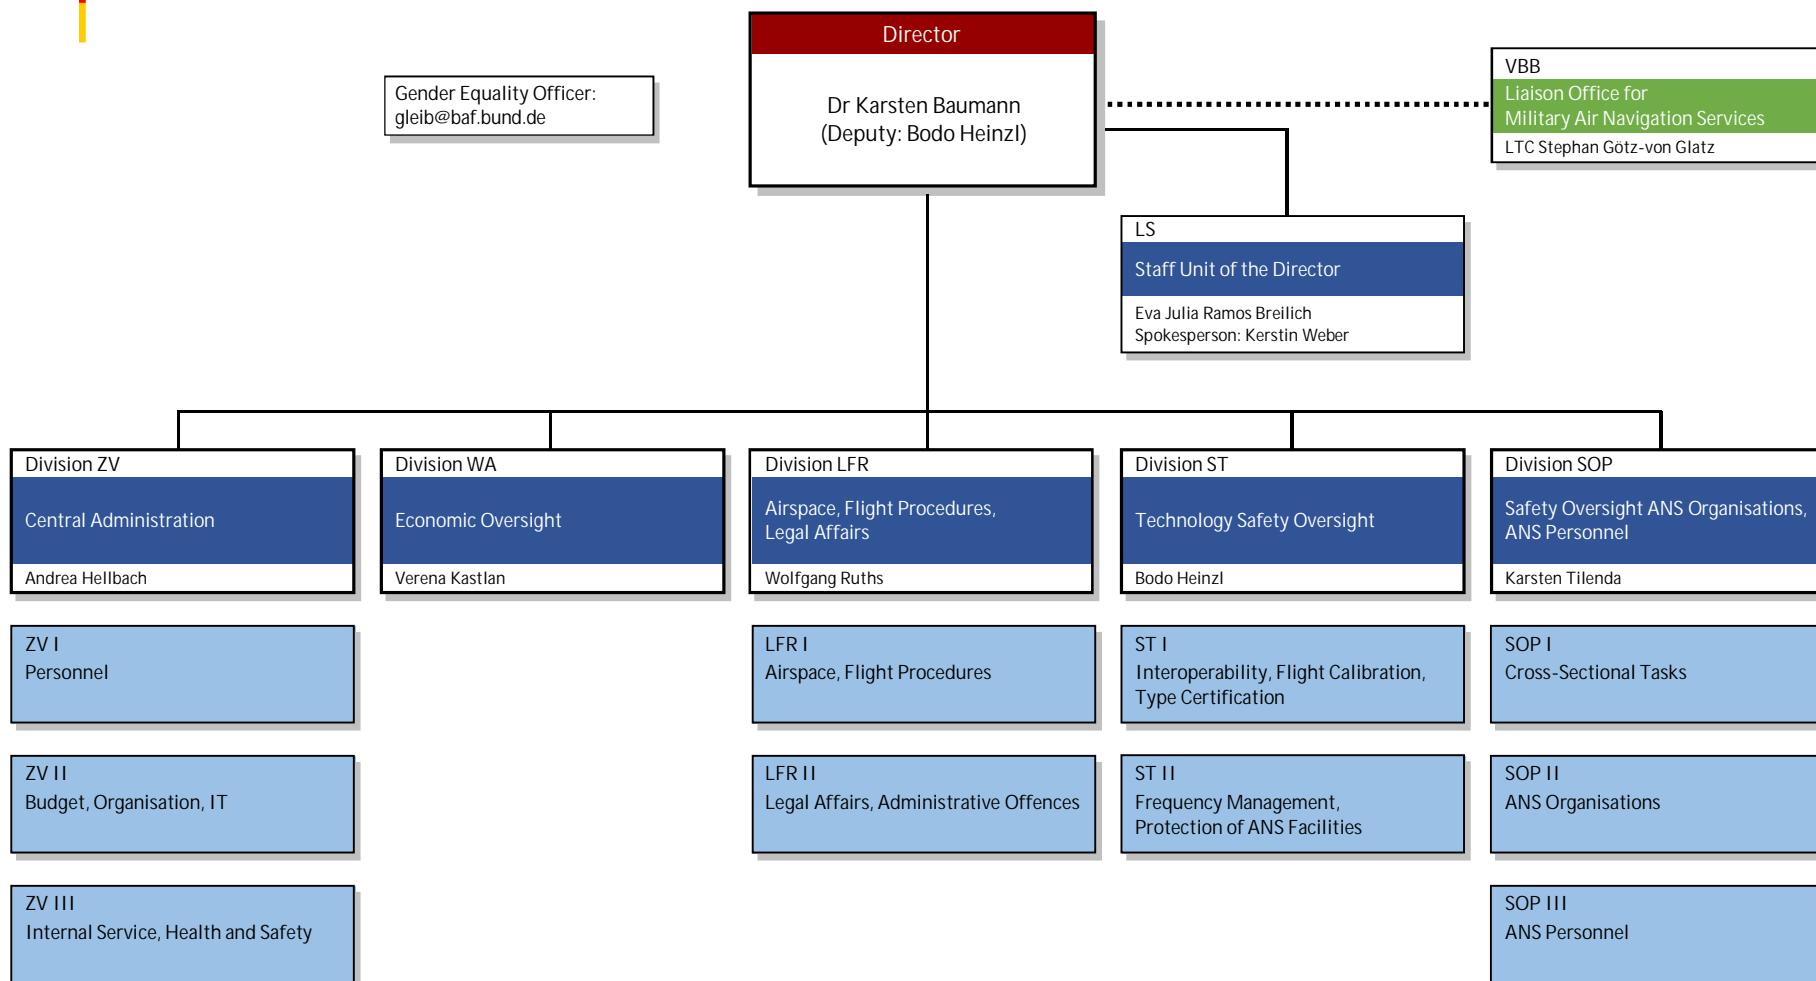 Director
Dr Karsten Baumann
(Deputy: Bodo Heinzl)
Gender Equality Officer:
gleib@baf.bund.de
VBB
Liaison Office for
Military Air Navigation Services
LTC Stephan Götz-von Glatz
LS
Staff Unit of the Director
Eva Julia Ramos Breilich
Spokesperson: Kerstin Weber
Division ZV
Central Administration
Andrea Hellbach
Division WA
Economic Oversight
Verena Kastlan
Division LFR
Airspace, Flight Procedures,
Legal Affairs
Wolfgang Ruths
Division ST
Technology Safety Oversight
Bodo Heinzl
Division SOP
Safety Oversight ANS Organisations,
ANS Personnel
Karsten Tilenda
ZV I
Personnel
LFR I
Airspace, Flight Procedures
ST I
Interoperability, Flight Calibration,
Type Certification
SOP I
Cross-Sectional Tasks
ZV II
Budget, Organisation, IT
LFR II
Legal Affairs, Administrative Offences
ST II
Frequency Management,
Protection of ANS Facilities
SOP II
ANS Organisations
ZV III
Internal Service, Health and Safety
SOP III
ANS Personnel